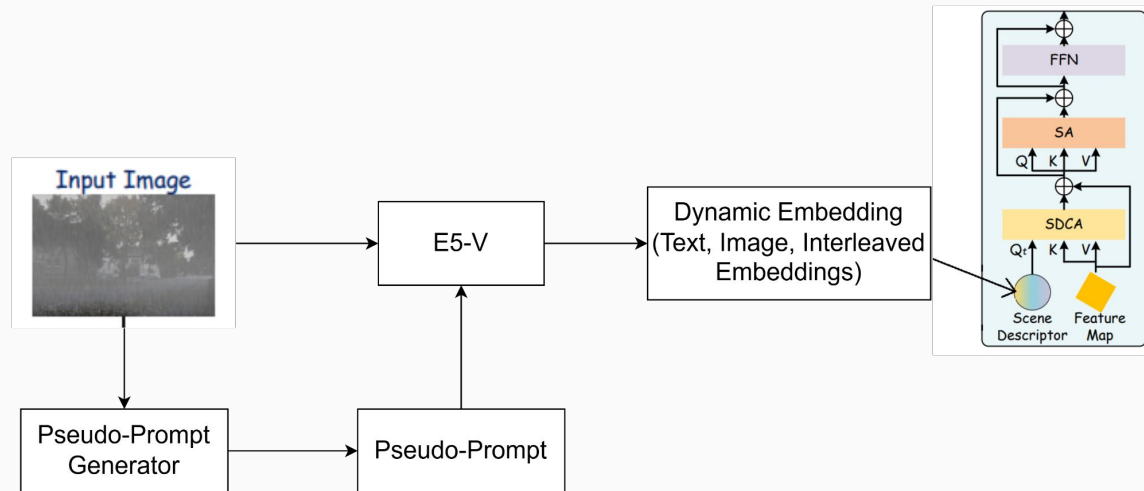 Input Image
Pseudo-Prompt
Generator
Pseudo-Prompt
E5-V
Dynamic Embedding
(Text, Image, Interleaved
Embeddings)
FFN
SA
Q K V
SDCA
Qt K V
Scene
Descriptor
Feature
Map